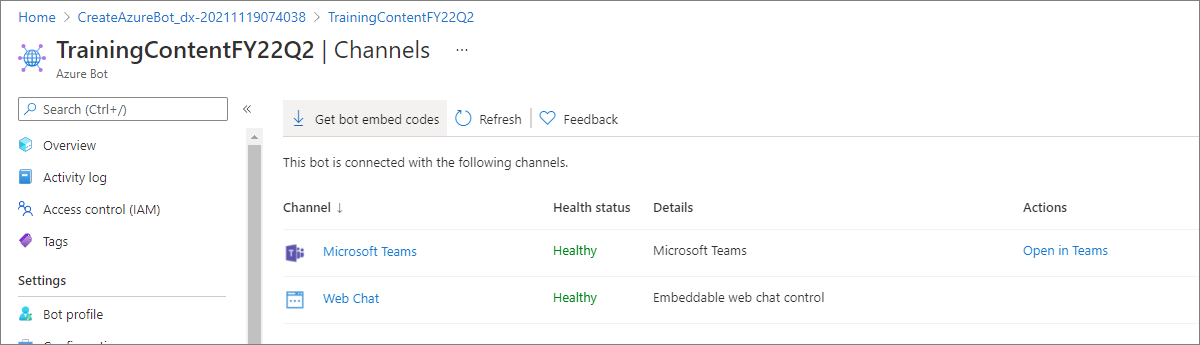 Home > CreateAzureBot_dx-20211119074038 > TrainingContentFY22Q2
TrainingContentFY22Q2 | Channels ...
Azure Bot
Search (Ctrl+/) «
Overview
Activity log
Access control (IAM)
Tags
Settings
Bot profile
Get bot embed codes Refresh Feedback
This bot is connected with the following channels.
Channel ↓ Health status Details Actions
Microsoft Teams Healthy Microsoft Teams Open in Teams
Web Chat Healthy Embeddable web chat control